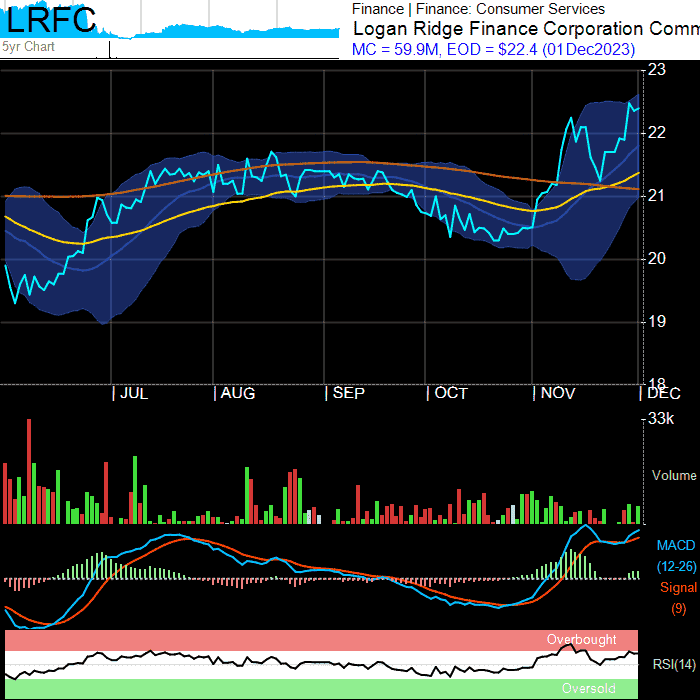 LRFC
5yr Chart
Finance | Finance: Consumer Services
Logan Ridge Finance Corporation Comm
MC = 59.9M, EOD = $22.4 (01Dec2023)
23
22
21
20
19
18
JUL
AUG
SEP
OCT
NOV
DEC
33k
Volume
MACD
(12-26)
Signal
(9)
Overbought
RSI(14)
Oversold